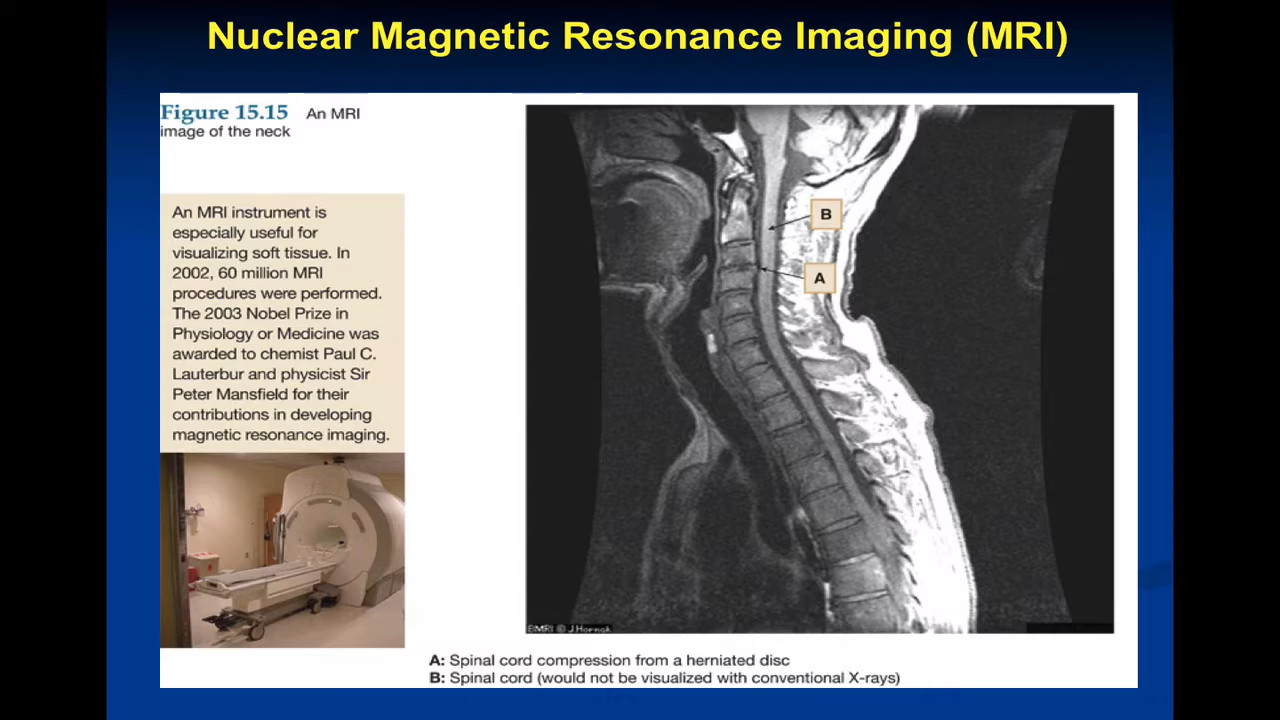 Nuclear Magnetic Resonance Imaging (MRI)
Figure 15.15 An MRI
image of the neck
An MRI instrument is
especially useful for
visualizing soft tissue. In
2002, 60 million MRI
procedures were performed.
The 2003 Nobel Prize in
Physiology or Medicine was
awarded to chemist Paul C.
Lauterbur and physicist Sir
Peter Mansfield for their
contributions in developing
magnetic resonance imaging.
B
A
© J.Hornak
A: Spinal cord compression from a herniated disc
B: Spinal cord (would not be visualized with conventional X-rays)